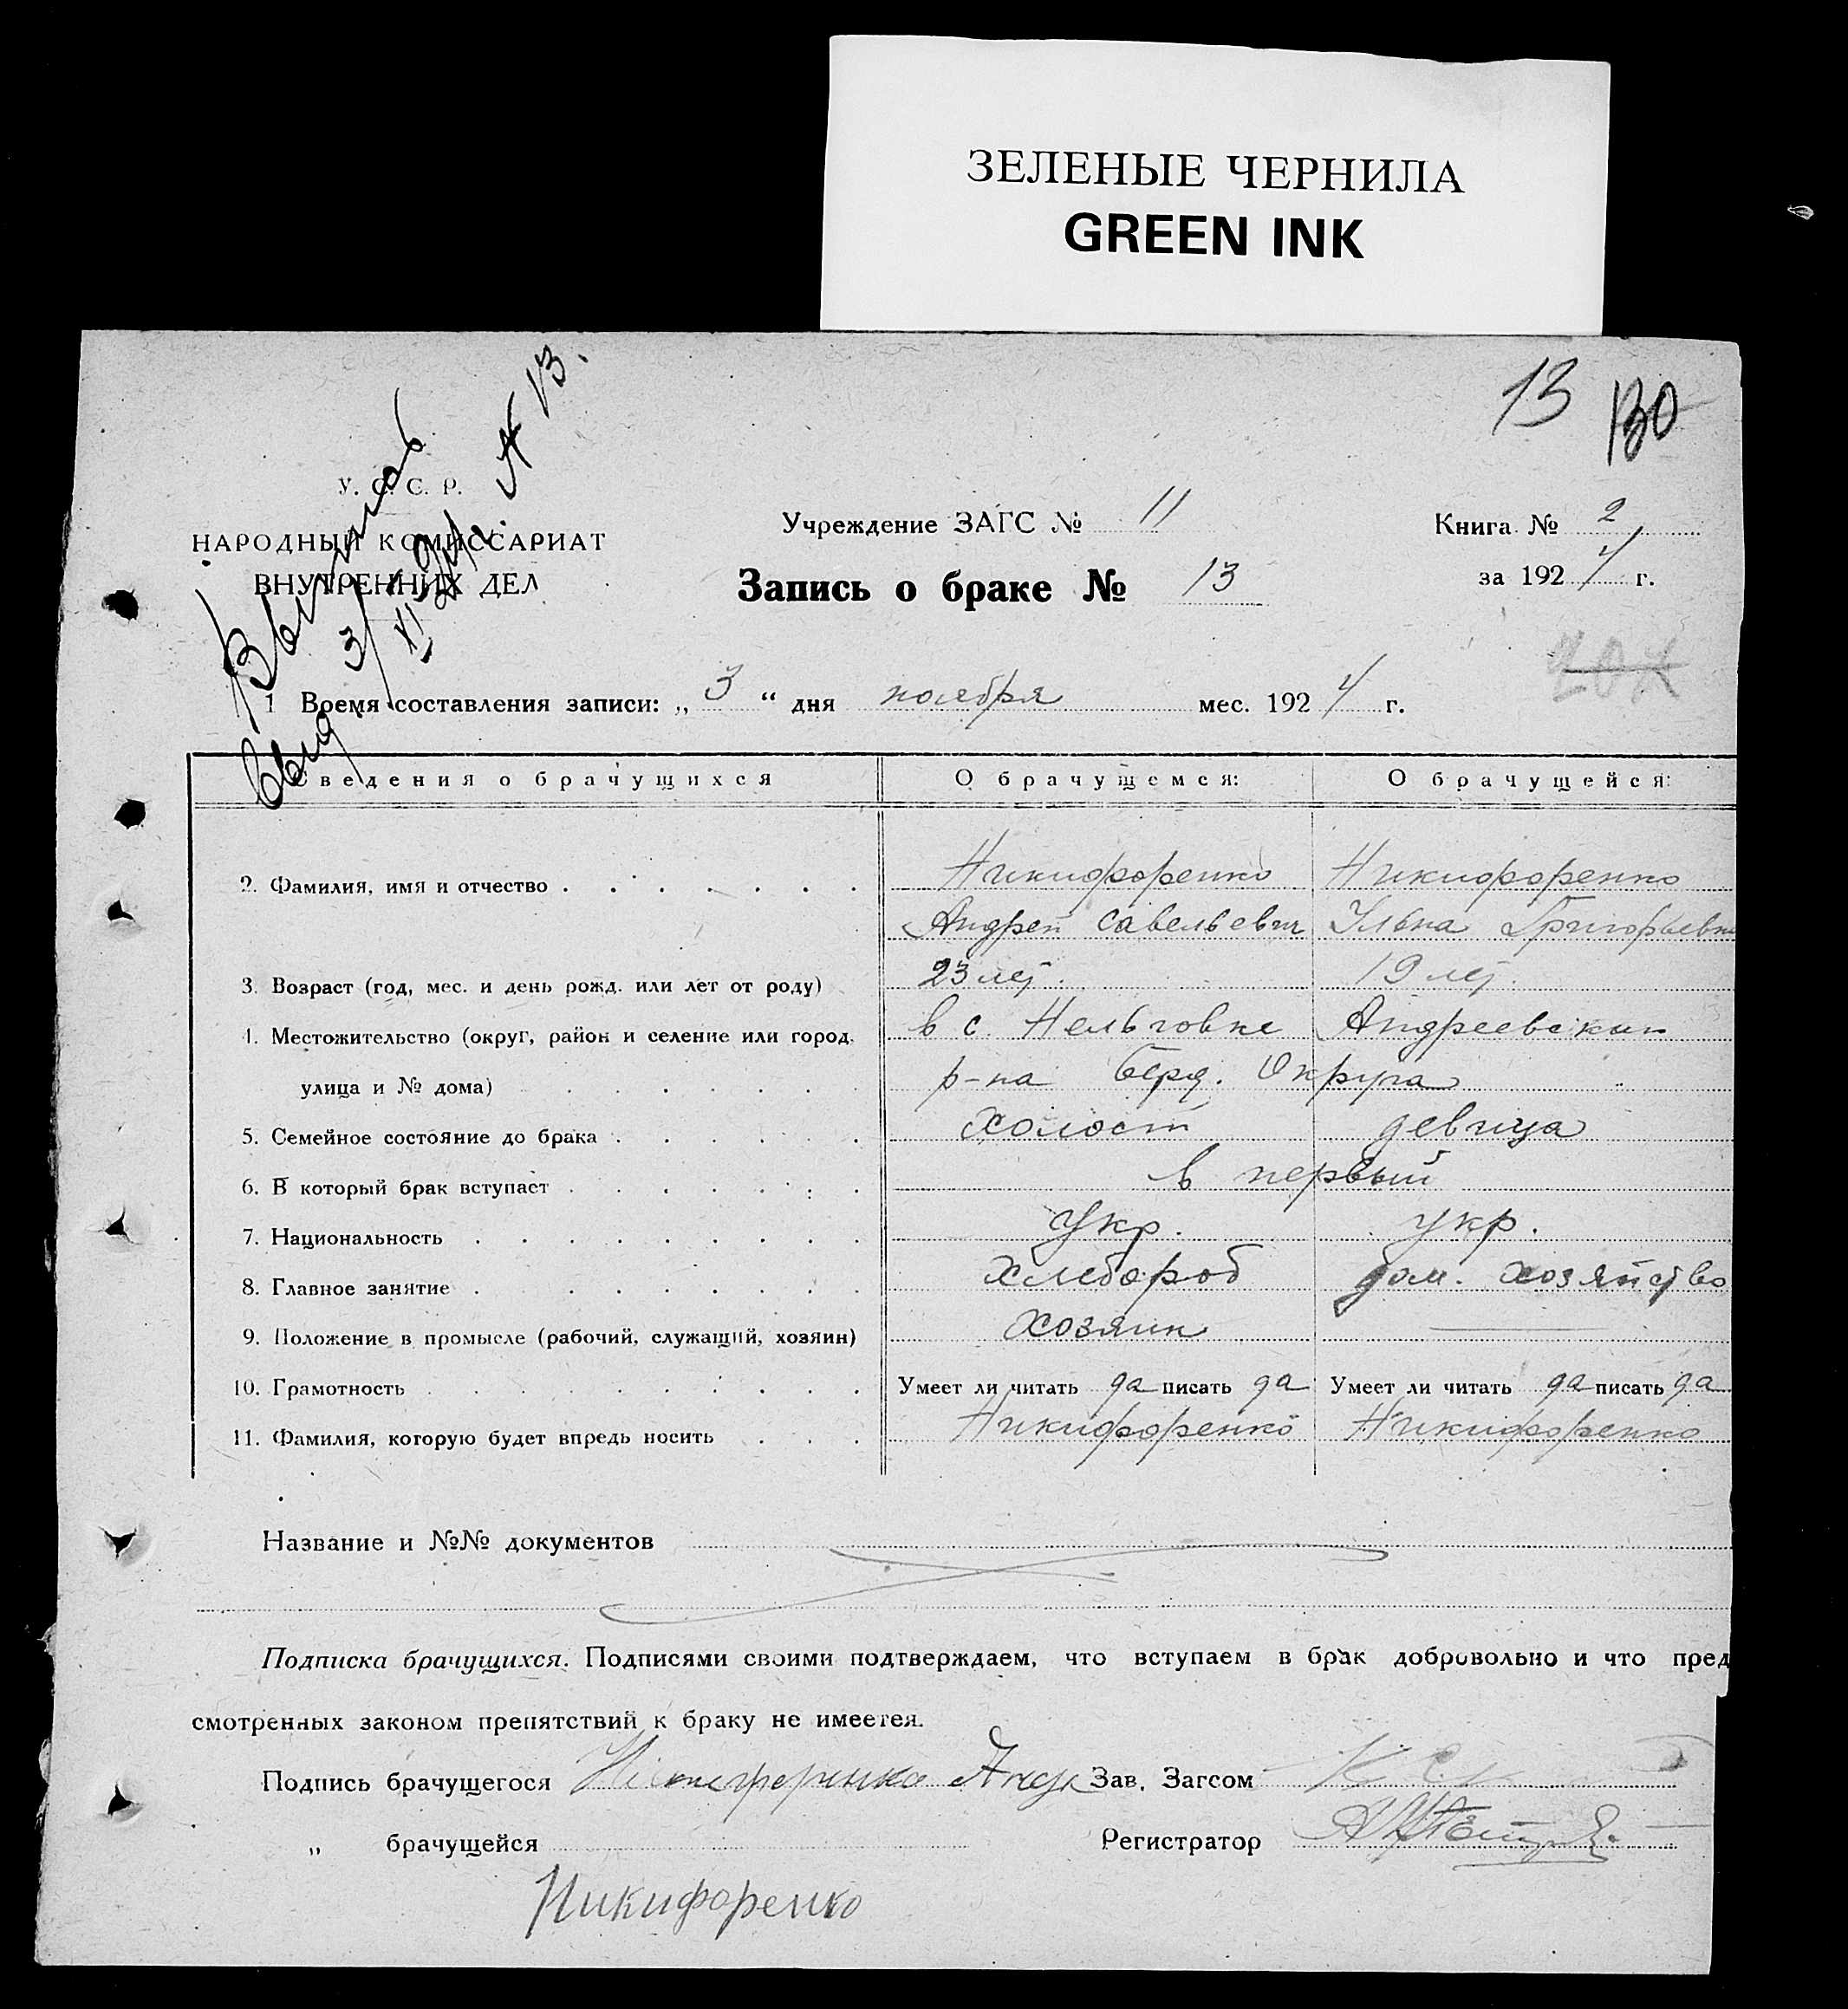 ЗЕЛЕНЫЕ ЧЕРНИЛА
GREEN INK
13 130
У. С. С. Р.
НАРОДНЫЙ КОМИССАРИАТ
ВНУТРЕННИХ ДЕЛ
№ 13.
Учреждение ЗАГС № 11
Книга № 2
за 1924 г.
Запись о браке № 13
1 Время составления записи: „ 3 “ дня ноября мес. 1924 г.
Сведения о брачущихся О брачущемся: О брачущейся:
2. Фамилия, имя и отчество Никифоренко Никифоренко
Андрей Савельевич Ульяна Григорьевна
3. Возраст (год, мес. и день рожд. или лет от роду) 23 лет. 19 лет.
4. Местожительство (округ, район и селение или город, в с. Нельговке Андреевским
улица и № дома) р-на Берд. Округа
5. Семейное состояние до брака холост девица
6. В который брак вступает в первый
7. Национальность Укр. укр.
8. Главное занятие хлебороб дом. хозяйство
9. Положение в промысле (рабочий, служащий, хозяин) хозяин
10. Грамотность Умеет ли читать да писать да Умеет ли читать да писать да
11. Фамилия, которую будет впредь носить Никифоренко Никифоренко
Название и №№ документов
Подписка брачущихся. Подписями своими подтверждаем, что вступаем в брак добровольно и что пред
смотренных законом препятствий к браку не имеется.
Подпись брачущегося Никифоренко Андр Зав. Загсом
„ брачущейся Регистратор
Никифоренко